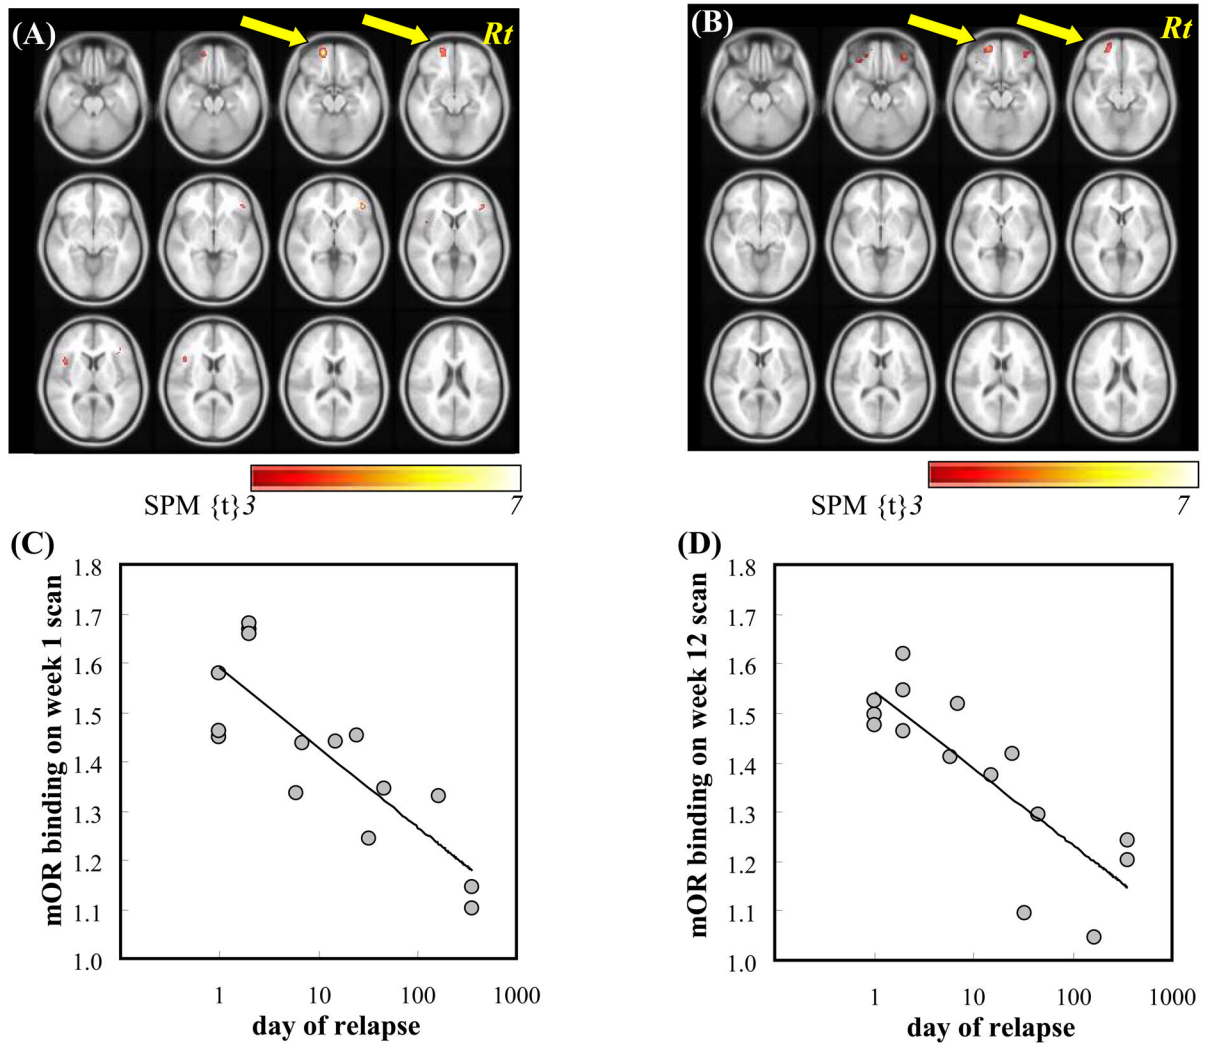 (A) Rt
(B) Rt
SPM {t}3 7
SPM {t}3 7
(C)
mOR binding on week 1 scan
1.8
1.7
1.6
1.5
1.4
1.3
1.2
1.1
1.0
1 10 100 1000
day of relapse
(D)
mOR binding on week 12 scan
1.8
1.7
1.6
1.5
1.4
1.3
1.2
1.1
1.0
1 10 100 1000
day of relapse